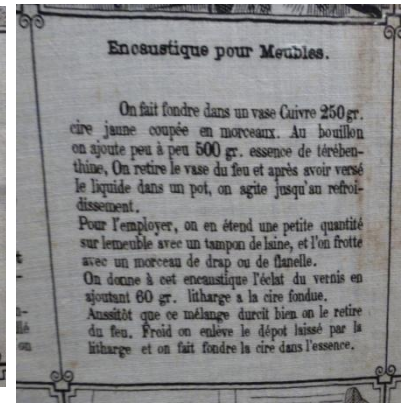 Encaustique pour Meubles.
On fait fondre dans un vase Cuivre 250 gr.
cire jaune coupée en morceaux. Au bouillon
on ajoute peu à peu 500 gr. essence de térében-
thine, On retire le vase du feu et après avoir versé
le liquide dans un pot, on agite jusqu'au refroi-
dissement.
Pour l'employer, on en étend une petite quantité
sur lemeuble avec un tampon de laine, et l'on frotte
avec un morceau de drap ou de flanelle.
On donne à cet encaustique l'éclat du vernis en
ajoutant 60 gr. litharge a la cire fondue.
Aussitôt que ce mélange durcit bien on le retire
du feu. Froid on enlève le dépôt laissé par la
litharge et on fait fondre la cire dans l'essence.